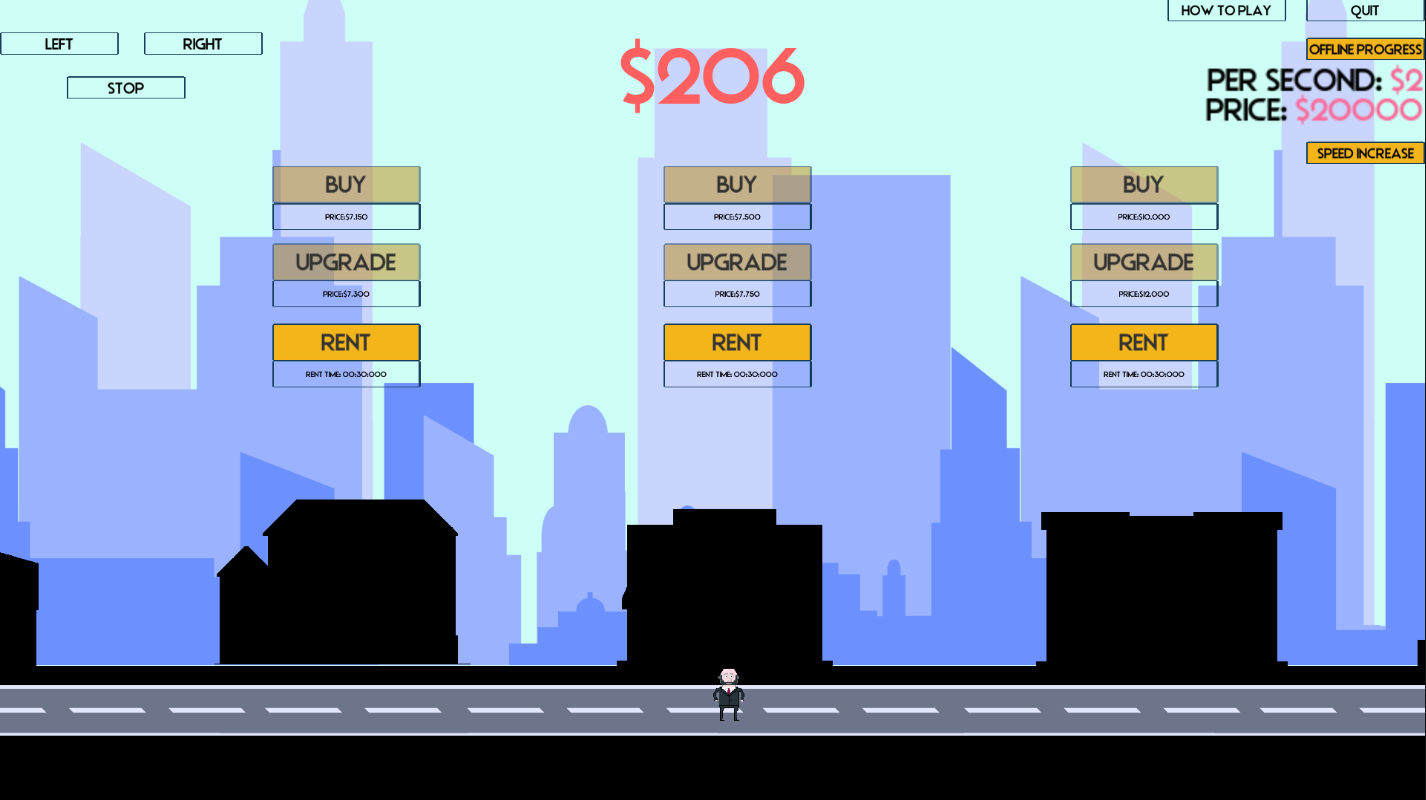 HOW TO PLAY
QUIT
LEFT
RIGHT
STOP
$206
OFFLINE PROGRESS
PER SECOND: $2
PRICE: $20000
SPEED INCREASE
BUY
PRICE:$7.150
UPGRADE
PRICE:$7.300
RENT
RENT TIME: 00:30:000
BUY
PRICE:$7.500
UPGRADE
PRICE:$7.750
RENT
RENT TIME: 00:30:000
BUY
PRICE:$10.000
UPGRADE
PRICE:$12.000
RENT
RENT TIME: 00:30:000